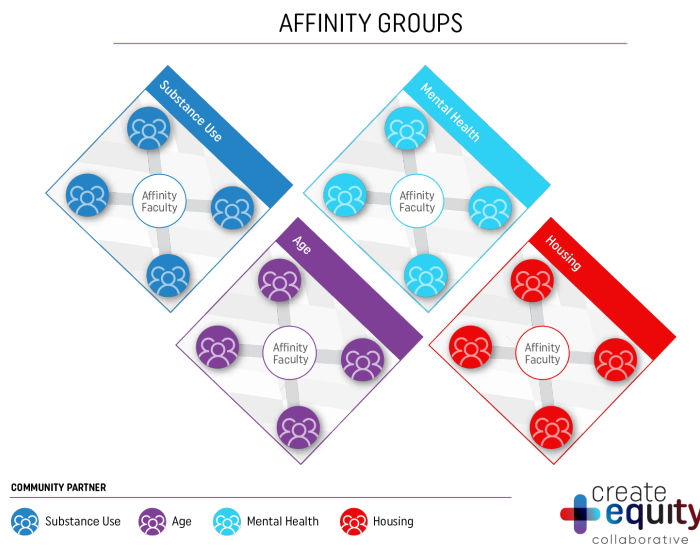 AFFINITY GROUPS
Substance Use
Mental Health
Affinity
Faculty
Affinity
Faculty
Age
Housing
Affinity
Faculty
Affinity
Faculty
COMMUNITY PARTNER
Substance Use
Age
Mental Health
Housing
create
equity
collaborative